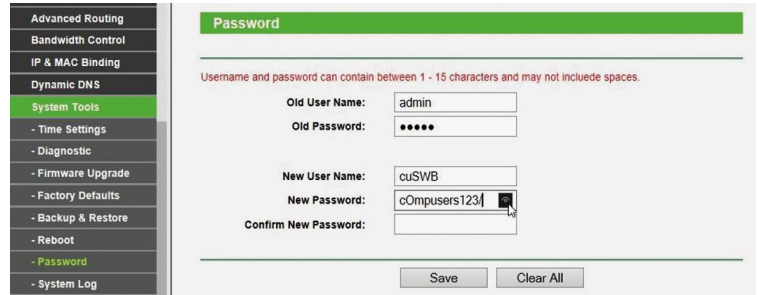 Advanced Routing
Bandwidth Control
IP & MAC Binding
Dynamic DNS
System Tools
- Time Settings
- Diagnostic
- Firmware Upgrade
- Factory Defaults
- Backup & Restore
- Reboot
- Password
- System Log
Password
Username and password can contain between 1 - 15 characters and may not incluede spaces.
Old User Name: admin
Old Password: •••••
New User Name: cuSWB
New Password: cOmpusers123/
Confirm New Password:
Save Clear All